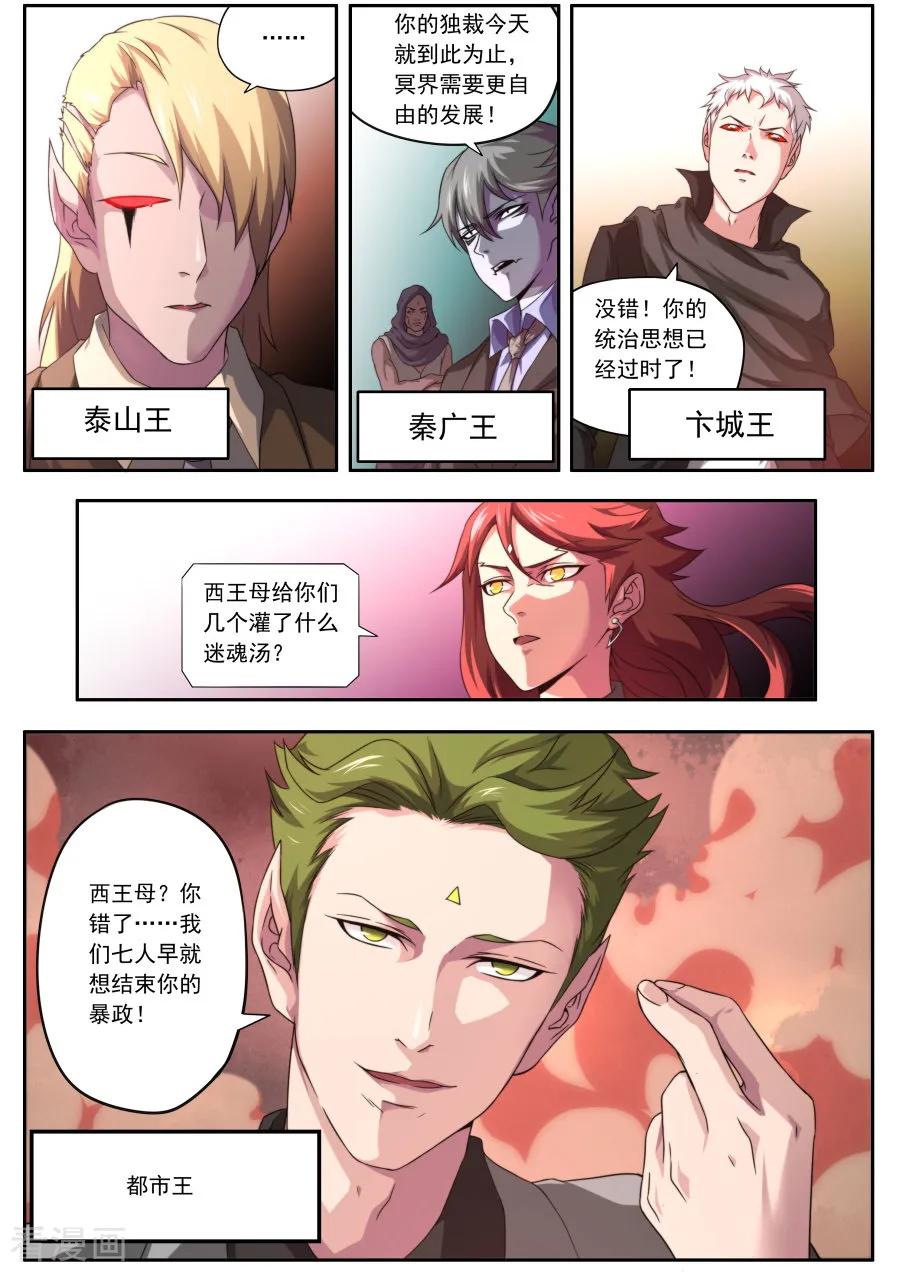 ……
泰山王
你的独裁今天
就到此为止，
冥界需要更自
由的发展！
秦广王
没错！你的
统治思想已
经过时了！
卞城王
西王母给你们
几个灌了什么
迷魂汤？
西王母？你
错了……我
们七人早就
想结束你的
暴政！
都市王
看漫画